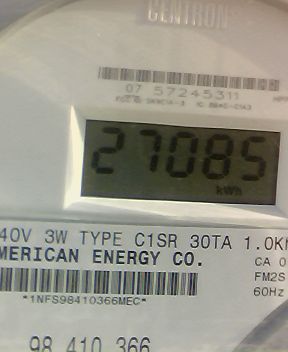 CENTRON
07 57245311
27085
kWh
40V 3W TYPE C1SR 30TA 1.0K
MERICAN ENERGY CO.
CA 0
FM2S
60Hz
*1NFS98410366MEC*
98 410 366